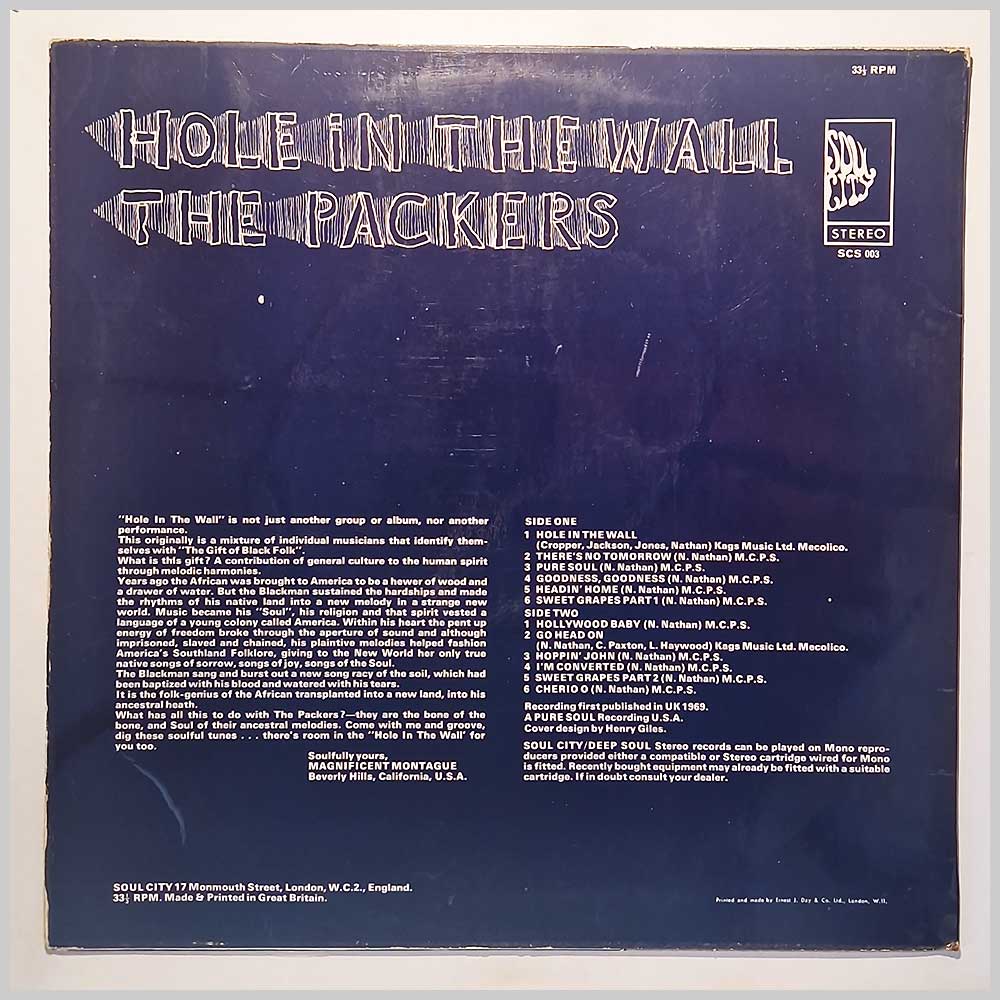 33⅓ RPM
HOLE IN THE WALL
THE PACKERS
SOUL
CITY
STEREO
SCS 003
"Hole In The Wall" is not just another group or album, nor another
performance.
This originally is a mixture of individual musicians that identify them-
selves with "The Gift of Black Folk".
What is this gift? A contribution of general culture to the human spirit
through melodic harmonies.
Years ago the African was brought to America to be a hewer of wood and
a drawer of water. But the Blackman sustained the hardships and made
the rhythms of his native land into a new melody in a strange new
world. Music became his "Soul", his religion and that spirit vested a
language of a young colony called America. Within his heart the pent up
energy of freedom broke through the aperture of sound and although
imprisoned, slaved and chained, his plaintive melodies helped fashion
America's Southland Folklore, giving to the New World her only true
native songs of sorrow, songs of joy, songs of the Soul.
The Blackman sang and burst out a new song racy of the soil, which had
been baptized with his blood and watered with his tears.
It is the folk-genius of the African transplanted into a new land, into his
ancestral heath.
What has all this to do with The Packers?—they are the bone of the
bone, and Soul of their ancestral melodies. Come with me and groove,
dig these soulful tunes . . . there's room in the "Hole In The Wall' for
you too.
Soulfully yours,
MAGNIFICENT MONTAGUE
Beverly Hills, California, U.S.A.
SIDE ONE
1 HOLE IN THE WALL
(Cropper, Jackson, Jones, Nathan) Kags Music Ltd. Mecolico.
2 THERE'S NO TOMORROW (N. Nathan) M.C.P.S.
3 PURE SOUL (N. Nathan) M.C.P.S.
4 GOODNESS, GOODNESS (N. Nathan) M.C.P.S.
5 HEADIN' HOME (N. Nathan) M.C.P.S.
6 SWEET GRAPES PART 1 (N. Nathan) M.C.P.S.
SIDE TWO
1 HOLLYWOOD BABY (N. Nathan) M.C.P.S.
2 GO HEAD ON
(N. Nathan, C. Paxton, L. Haywood) Kags Music Ltd. Mecolico.
3 HOPPIN' JOHN (N. Nathan) M.C.P.S.
4 I'M CONVERTED (N. Nathan) M.C.P.S.
5 SWEET GRAPES PART 2 (N. Nathan) M.C.P.S.
6 CHERIO O (N. Nathan) M.C.P.S.
Recording first published in UK 1969.
A PURE SOUL Recording U.S.A.
Cover design by Henry Giles.
SOUL CITY/DEEP SOUL Stereo records can be played on Mono repro-
ducers provided either a compatible or Stereo cartridge wired for Mono
is fitted. Recently bought equipment may already be fitted with a suitable
cartridge. If in doubt consult your dealer.
SOUL CITY 17 Monmouth Street, London, W.C.2., England.
33⅓ RPM. Made & Printed in Great Britain.
Printed and made by Ernest J. Day & Co. Ltd., London, W.11.